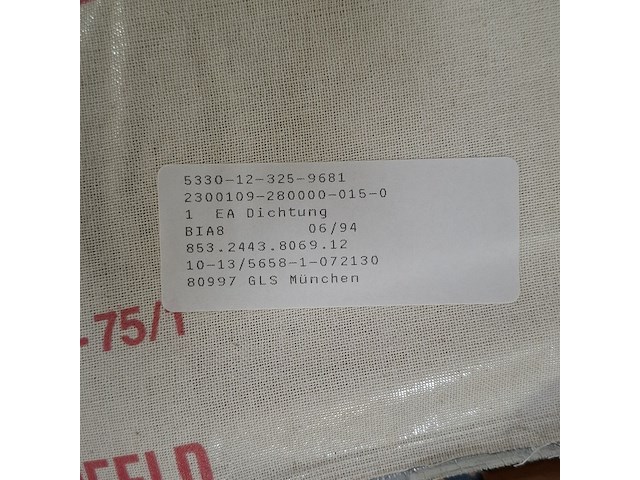 5330-12-325-9681
2300109-280000-015-0
1 EA Dichtung
BIA8 06/94
853.2443.8069.12
10-13/5658-1-072130
80997 GLS München
-75/1
EFELD